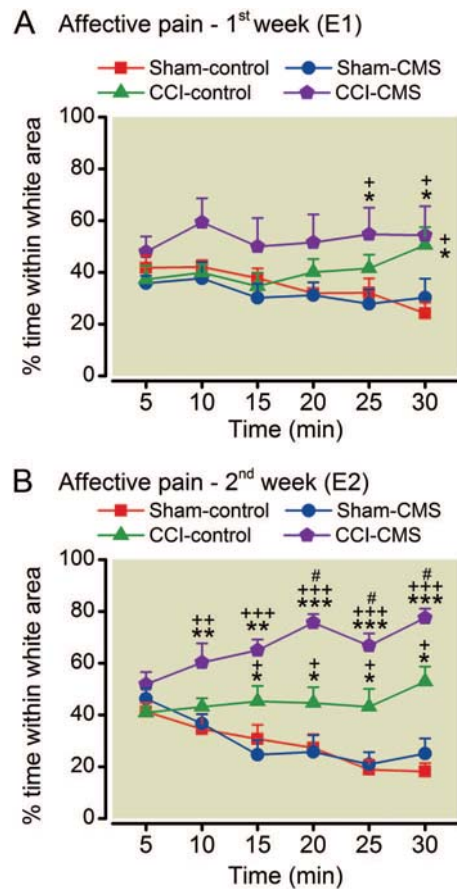 A Affective pain - 1st week (E1)
Sham-control Sham-CMS
CCI-control CCI-CMS
% time within white area
100
80
60
40
20
0
+ +
* *
+
*
5 10 15 20 25 30
Time (min)
B Affective pain - 2nd week (E2)
Sham-control Sham-CMS
CCI-control CCI-CMS
% time within white area
100
80
60
40
20
0
# # #
++ +++ +++ +++ +++
** ** *** *** ***
+ + + +
* * * *
5 10 15 20 25 30
Time (min)